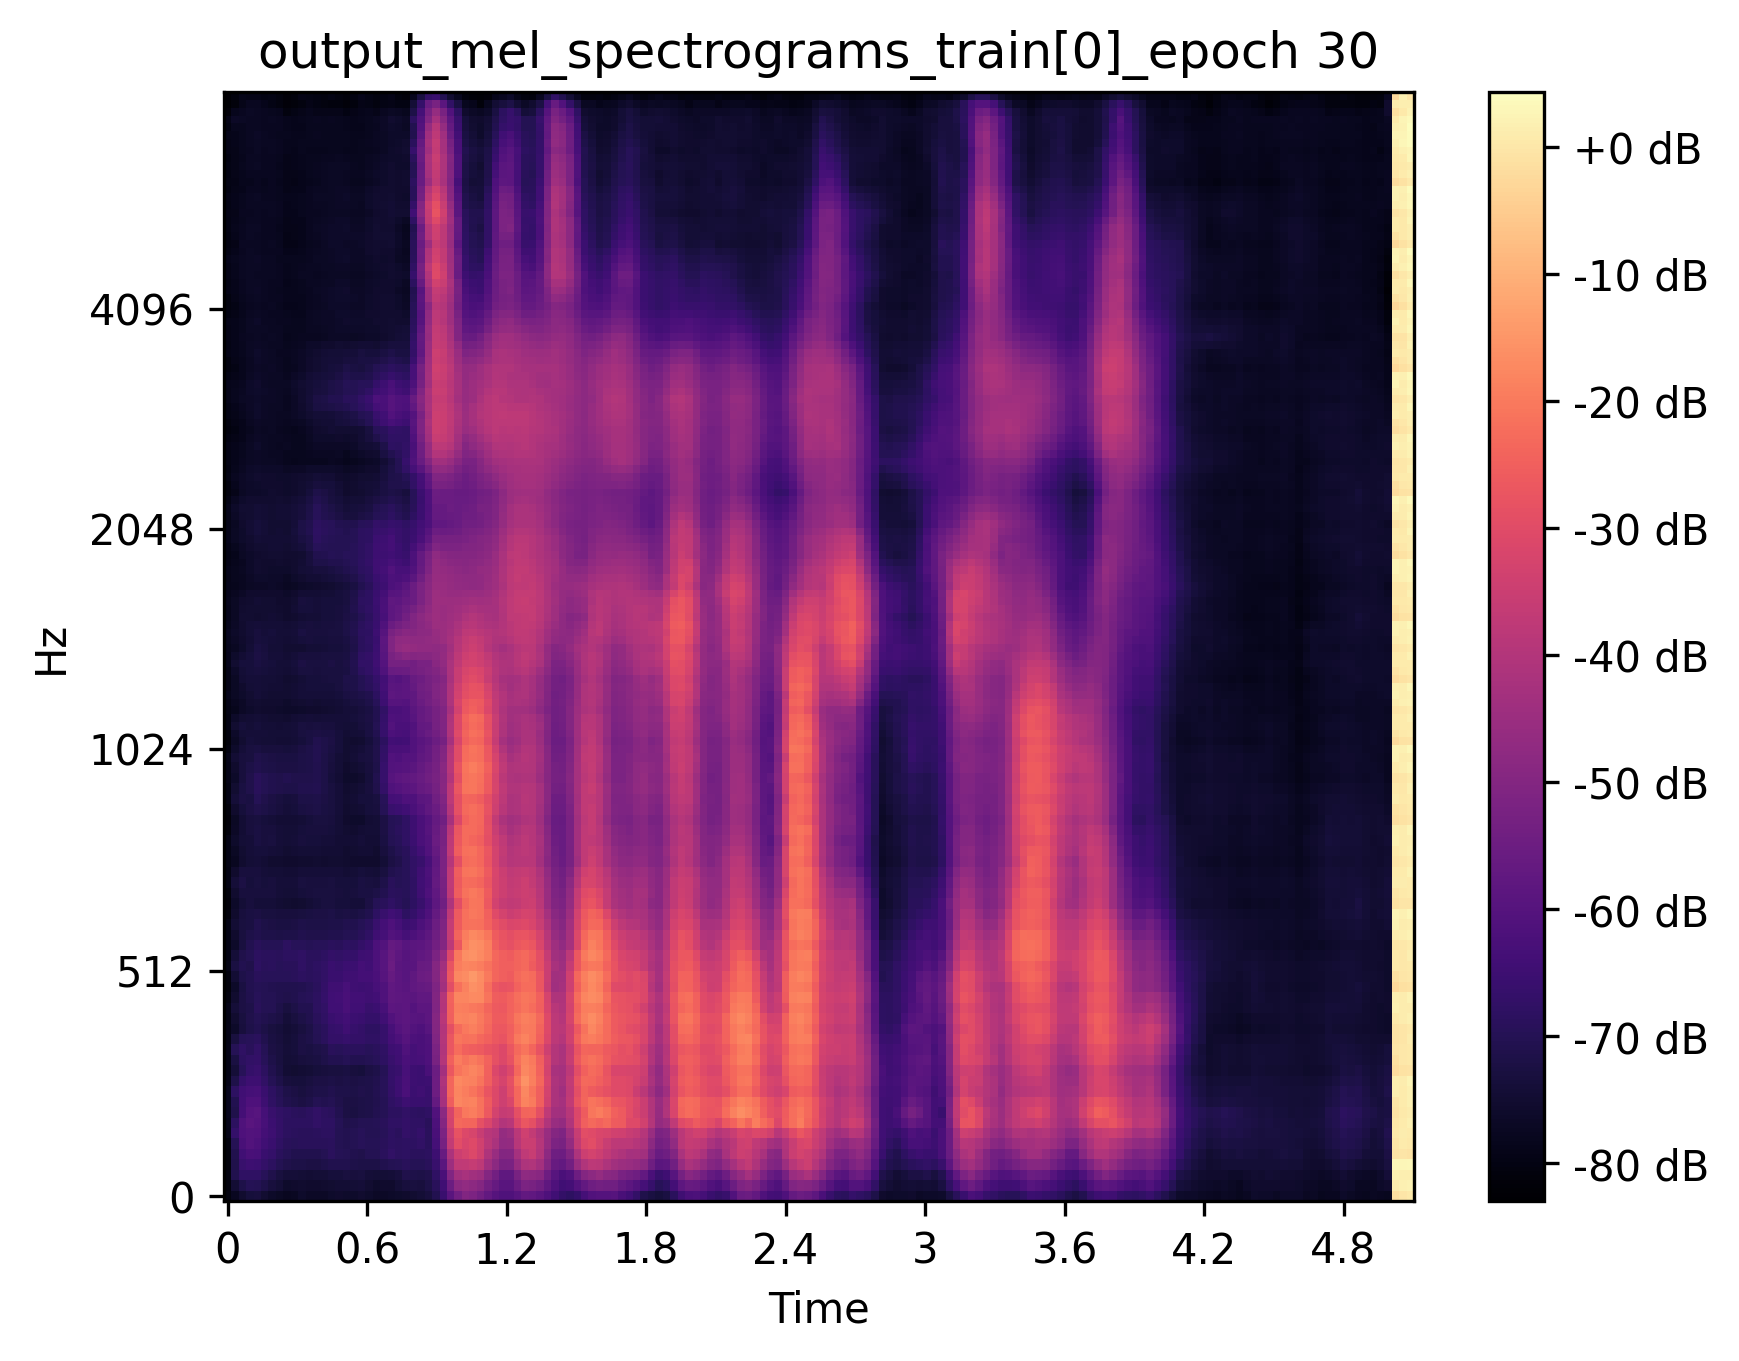 output_mel_spectrograms_train[0]_epoch 30
Hz
4096
2048
1024
512
0
0 0.6 1.2 1.8 2.4 3 3.6 4.2 4.8
Time
+0 dB
-10 dB
-20 dB
-30 dB
-40 dB
-50 dB
-60 dB
-70 dB
-80 dB